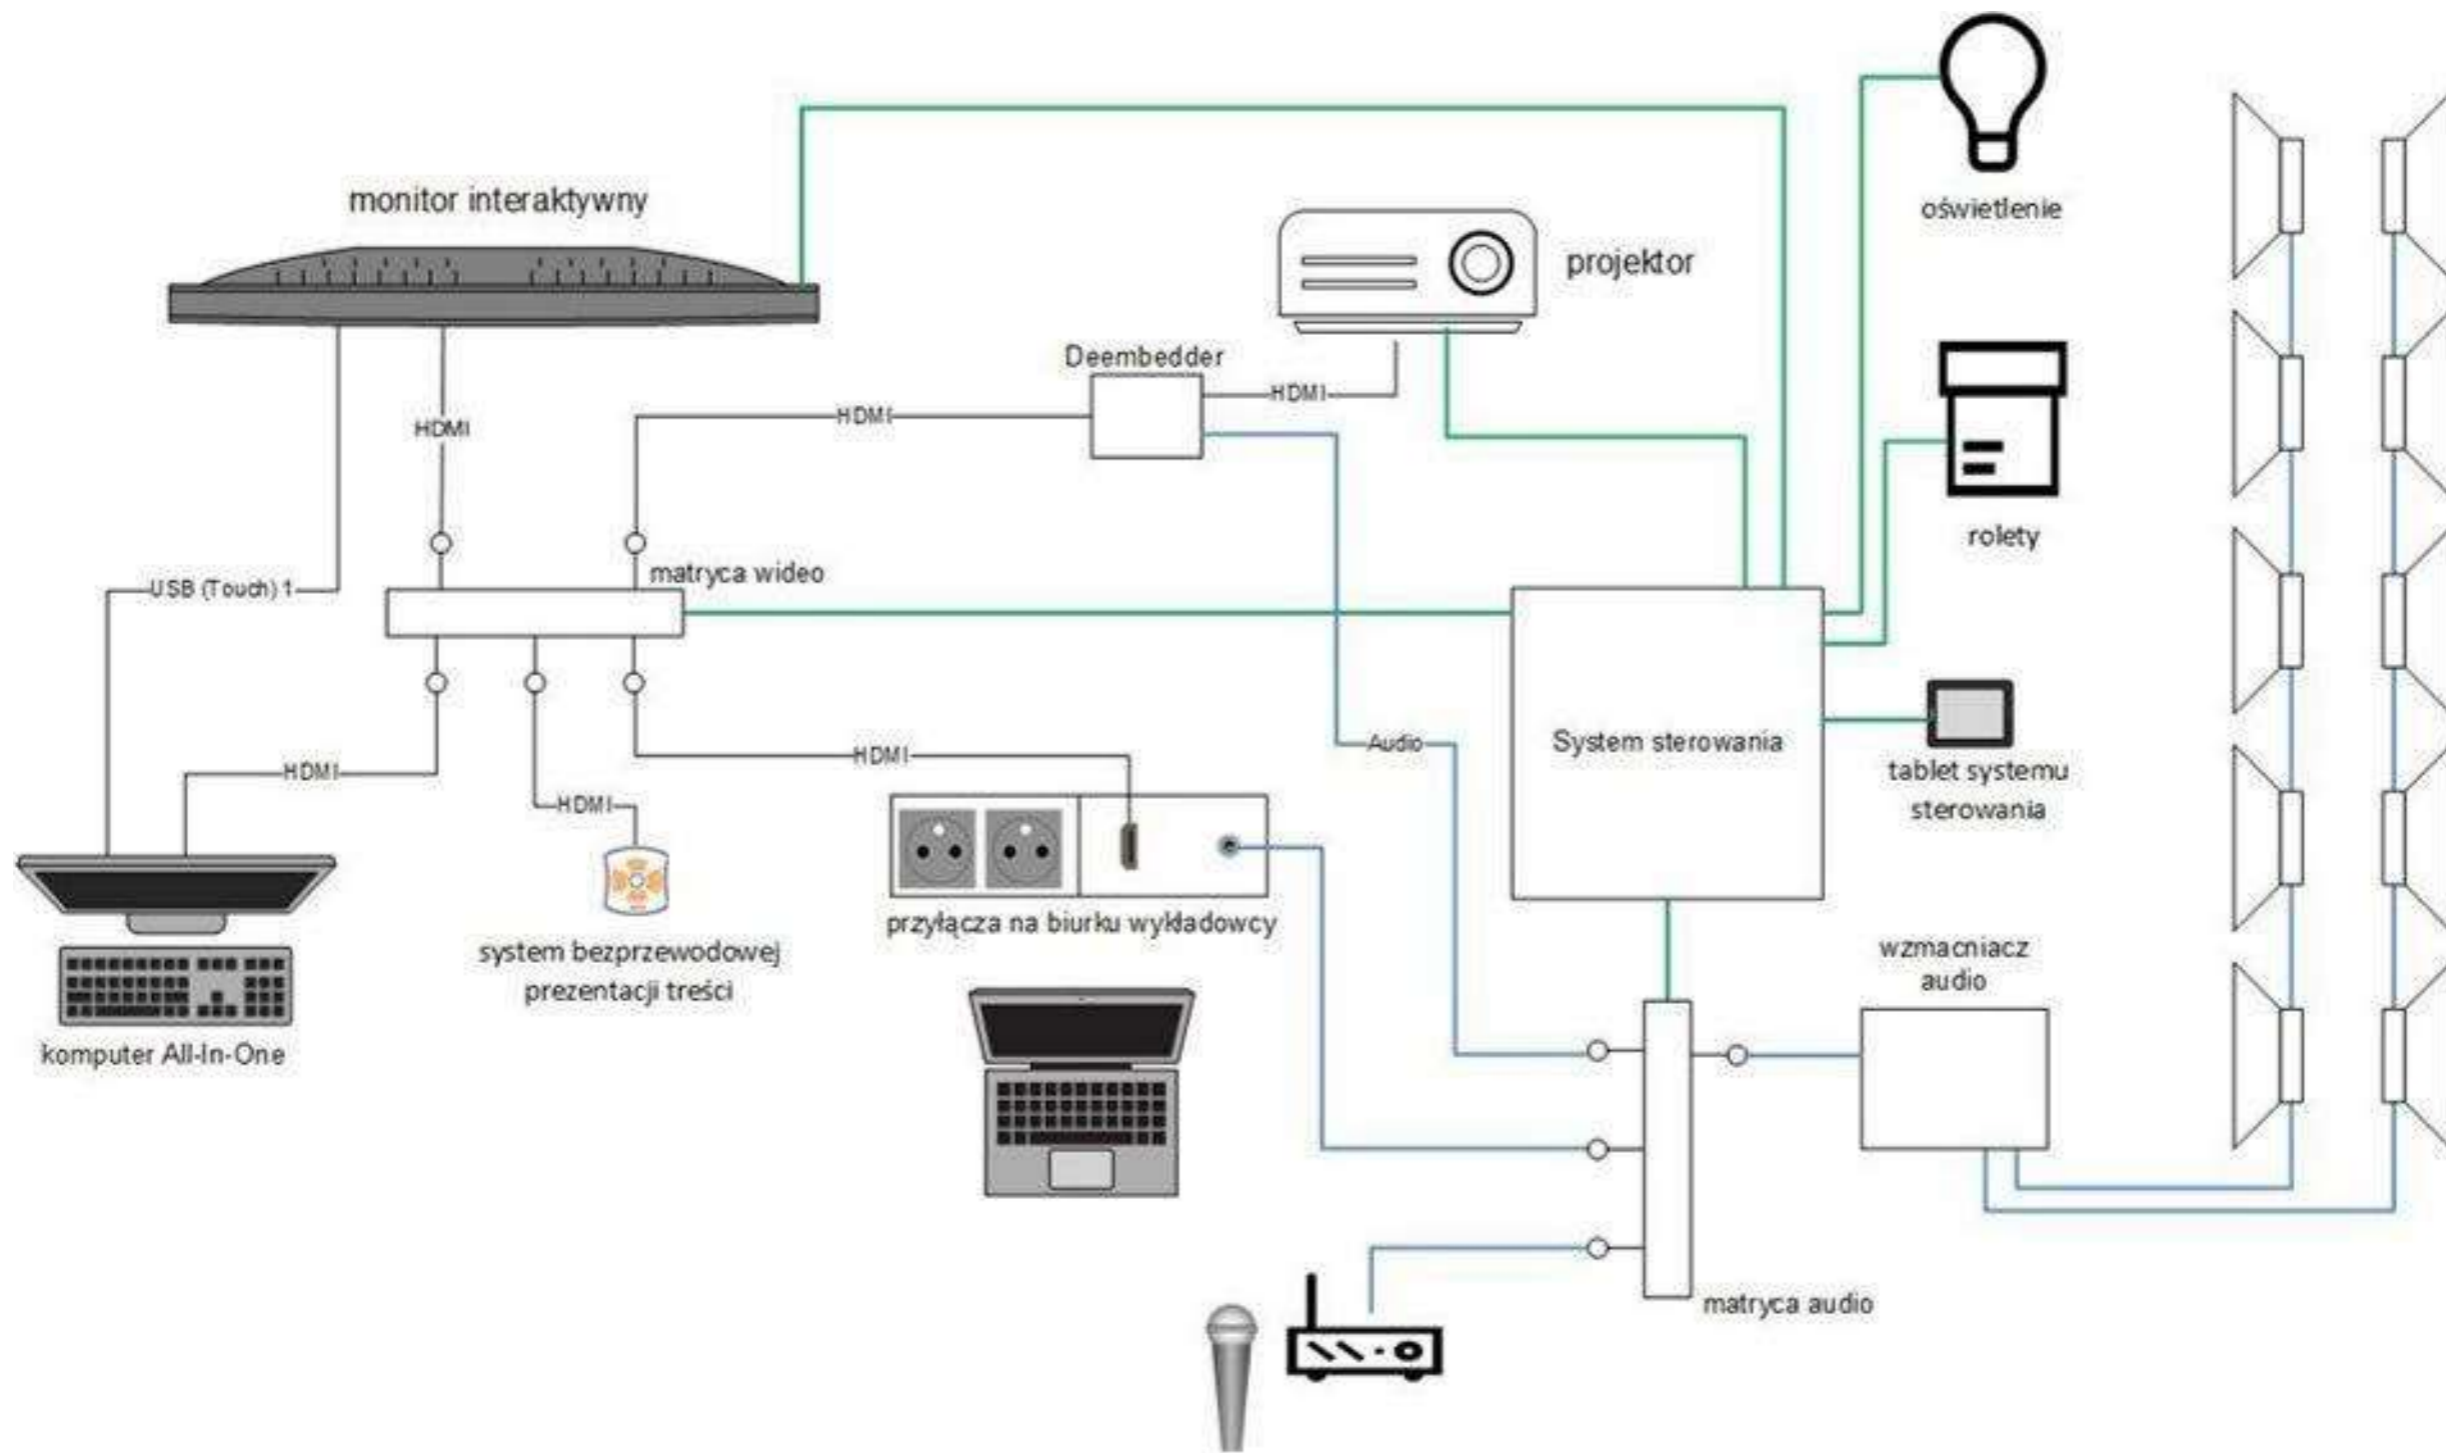 oświetlenie
monitor interaktywny
projektor
Deembedder
HDMI
HDMI
HDMI
rolety
matryca wideo
USB (Touch) 1
Audio
System sterowania
HDMI
HDMI
HDMI
tablet systemu
sterowania
przyłącza na biurku wykładowcy
system bezprzewodowej
prezentacji treści
wzmacniacz
audio
komputer All-In-One
matryca audio